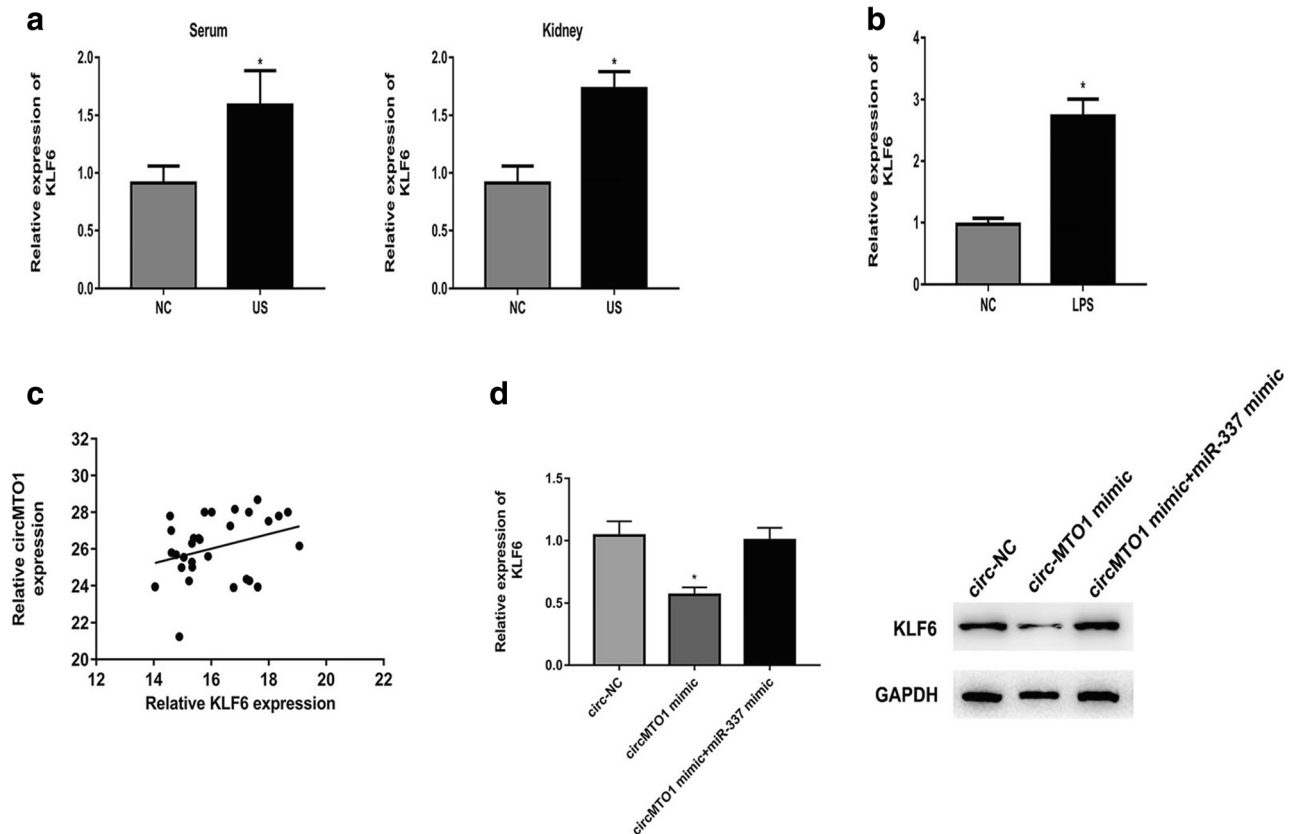 a
Serum
Relative expression of
KLF6
2.0
1.5
1.0
0.5
0.0
*
NC
US
Kidney
Relative expression of
KLF6
2.0
1.5
1.0
0.5
0.0
*
NC
US
b
Relative expression of
KLF6
4
3
2
1
0
*
NC
LPS
c
Relative circMTO1
expression
32
30
28
26
24
22
20
12
14
16
18
20
22
Relative KLF6 expression
d
Relative expression of
KLF6
1.5
1.0
0.5
0.0
*
circ-NC
circMTO1 mimic
circMTO1 mimic+miR-337 mimic
circ-NC
circ-MTO1 mimic
circMTO1 mimic+miR-337 mimic
KLF6
GAPDH